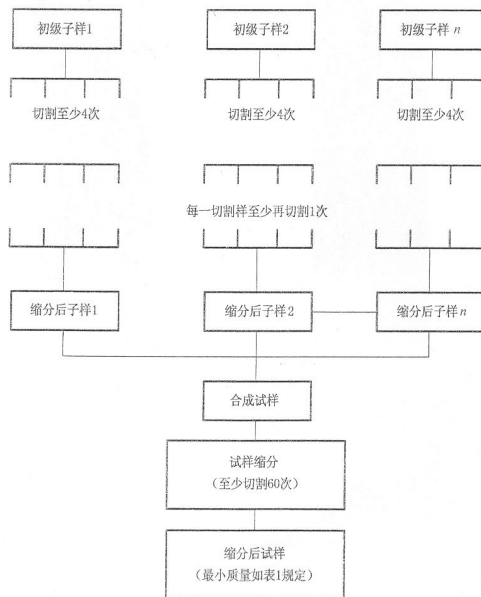 初级子样1
初级子样2
初级子样 n
切割至少4次
切割至少4次
切割至少4次
每一切割样至少再切割1次
缩分后子样1
缩分后子样2
缩分后子样n
合成试样
试样缩分
（至少切割60次）
缩分后试样
（最小质量如表1规定）